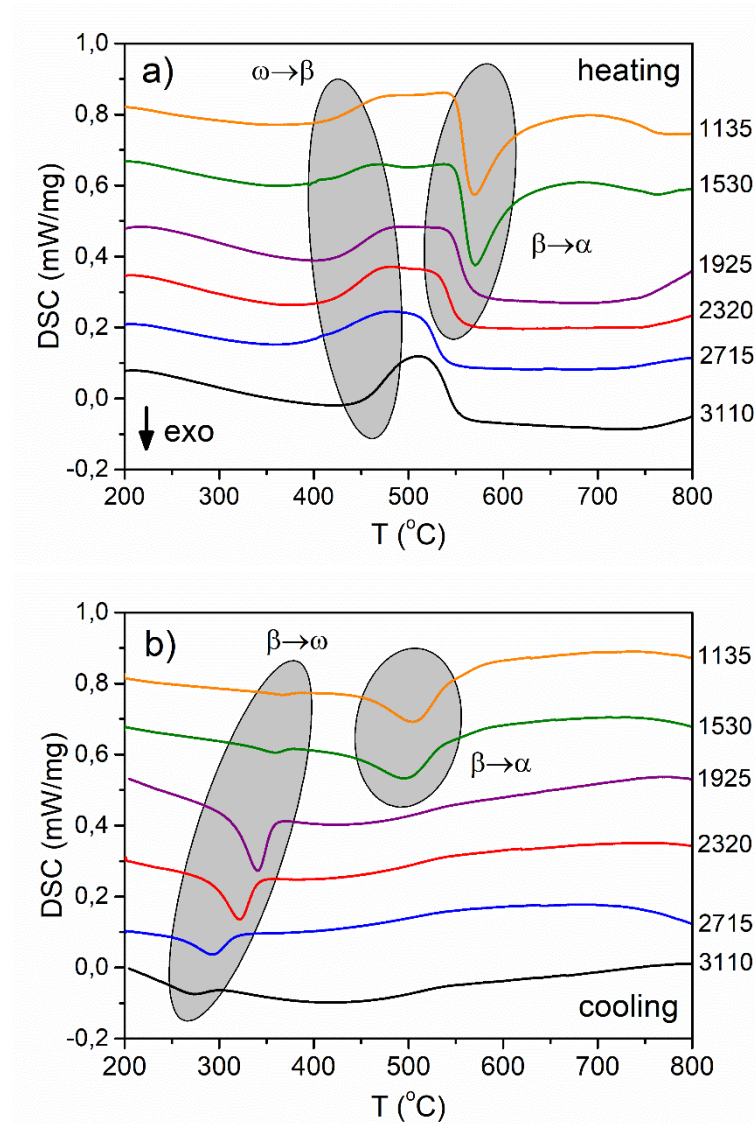 1,0
a)
ω→β
heating
0,8
1135
0,6
1530
β→α
1925
0,4
2320
0,2
2715
0,0
3110
exo
-0,2
DSC (mW/mg)
200 300 400 500 600 700 800
T (°C)
1,0
b)
β→ω
1135
0,8
1530
β→α
0,6
1925
0,4
2320
0,2
2715
0,0
3110
cooling
-0,2
DSC (mW/mg)
200 300 400 500 600 700 800
T (°C)